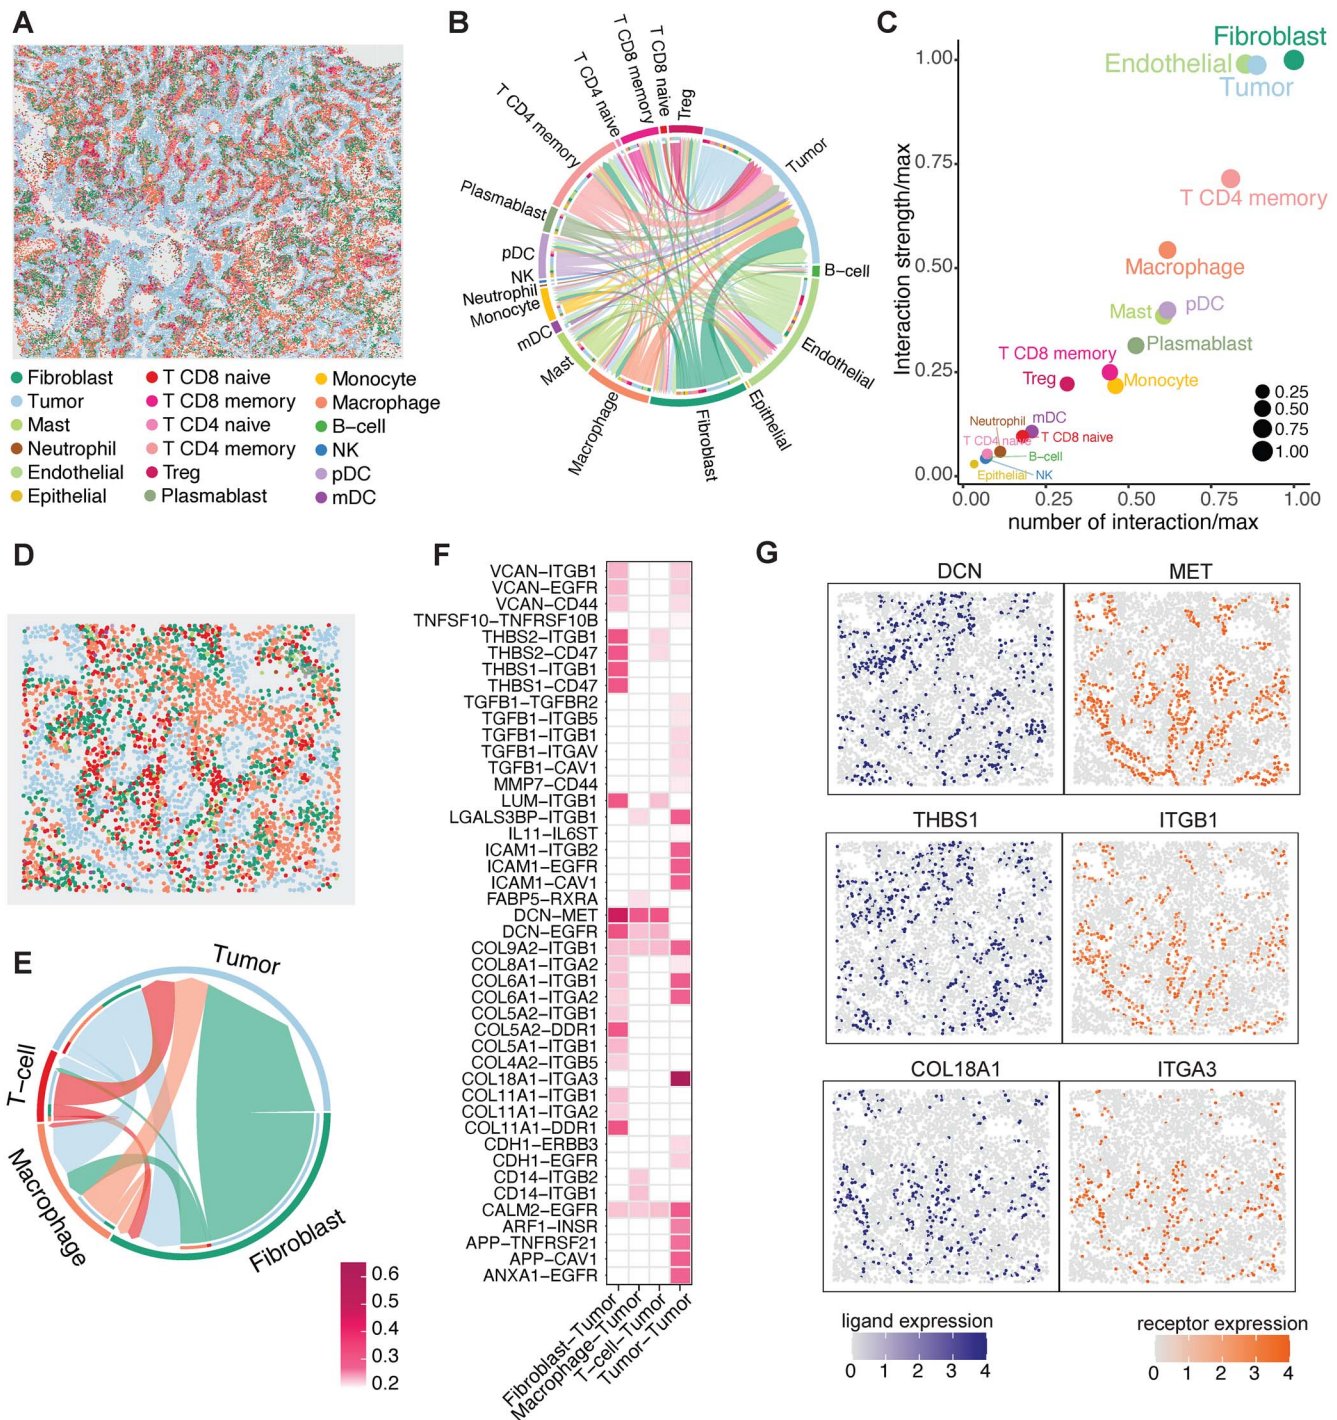 A
Fibroblast
Tumor
Mast
Neutrophil
Endothelial
Epithelial
T CD8 naive
T CD8 memory
T CD4 naive
T CD4 memory
Treg
Plasmablast
Monocyte
Macrophage
B-cell
NK
pDC
mDC
B
T CD4 memory
T CD4 naive
T CD8 memory
T CD8 naive
Treg
Tumor
B-cell
Endothelial
Epithelial
Fibroblast
Macrophage
Mast
mDC
Monocyte
Neutrophil
NK
pDC
Plasmablast
C
Interaction strength/max
1.00
0.75
0.50
0.25
0.00
Fibroblast
Endothelial
Tumor
T CD4 memory
Macrophage
Mast
pDC
Plasmablast
T CD8 memory
Treg
Monocyte
Neutrophil
mDC
T CD4 naive
T CD8 naive
B-cell
Epithelial
NK
0.25
0.50
0.75
1.00
0.00 0.25 0.50 0.75 1.00
number of interaction/max
D
E
Tumor
T-cell
Macrophage
Fibroblast
0.6
0.5
0.4
0.3
0.2
F
VCAN–ITGB1
VCAN–EGFR
VCAN–CD44
TNFSF10–TNFRSF10B
THBS2–ITGB1
THBS2–CD47
THBS1–ITGB1
THBS1–CD47
TGFB1–TGFBR2
TGFB1–ITGB5
TGFB1–ITGB1
TGFB1–ITGAV
TGFB1–CAV1
MMP7–CD44
LUM–ITGB1
LGALS3BP–ITGB1
IL11–IL6ST
ICAM1–ITGB2
ICAM1–EGFR
ICAM1–CAV1
FABP5–RXRA
DCN–MET
DCN–EGFR
COL9A2–ITGB1
COL8A1–ITGA2
COL6A1–ITGB1
COL6A1–ITGA2
COL5A2–ITGB1
COL5A2–DDR1
COL5A1–ITGB1
COL4A2–ITGB5
COL18A1–ITGA3
COL11A1–ITGB1
COL11A1–ITGA2
COL11A1–DDR1
CDH1–ERBB3
CDH1–EGFR
CD14–ITGB2
CD14–ITGB1
CALM2–EGFR
ARF1–INSR
APP–TNFRSF21
APP–CAV1
ANXA1–EGFR
Fibroblast–Tumor
Macrophage–Tumor
T–cell–Tumor
Tumor–Tumor
G
DCN
MET
THBS1
ITGB1
COL18A1
ITGA3
ligand expression
0 1 2 3 4
receptor expression
0 1 2 3 4